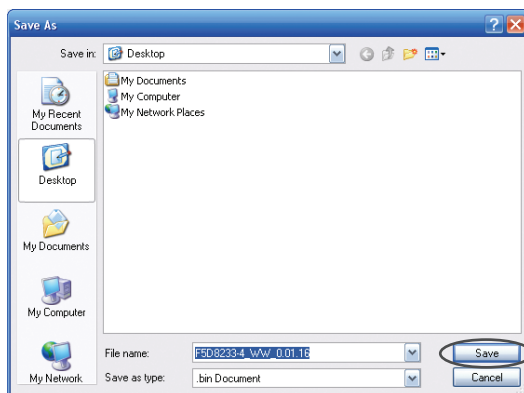 Save As
Save in:
Desktop
My Recent
Documents
Desktop
My Documents
My Computer
My Network
My Documents
My Computer
My Network Places
File name:
F5D8233-4_WW_0.01.16
Save
Save as type:
.bin Document
Cancel